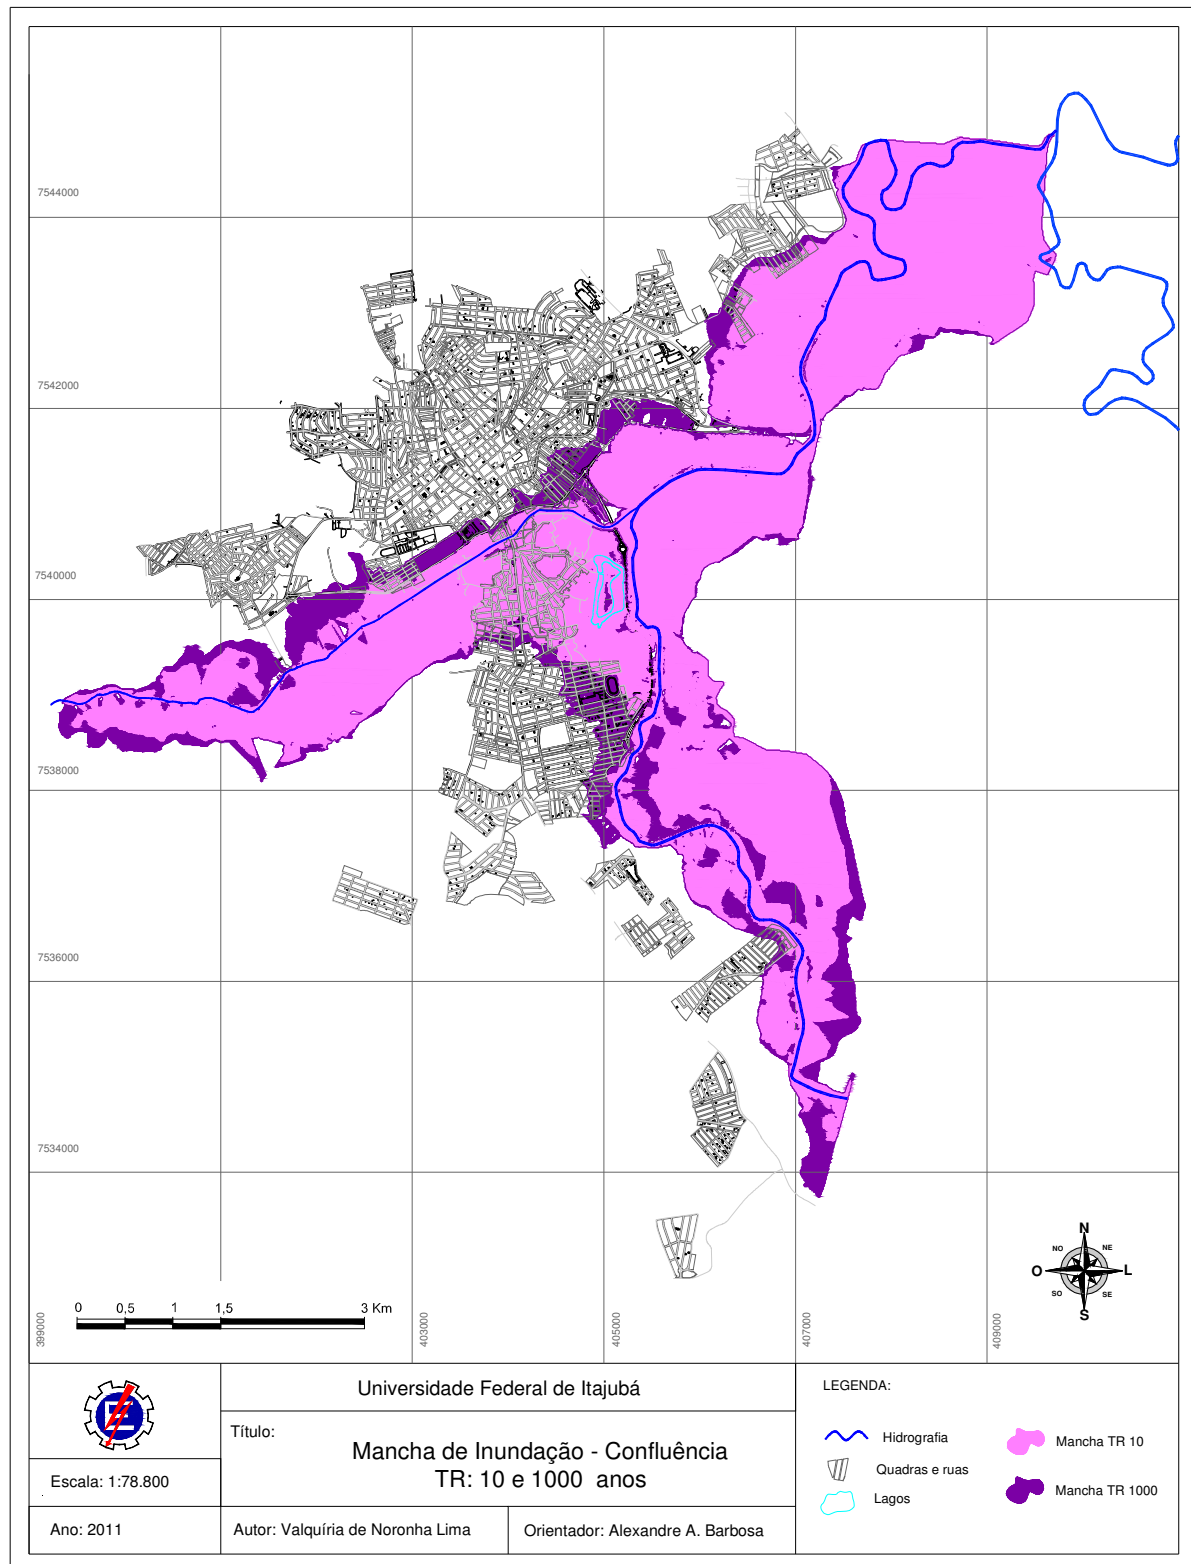 7544000
7542000
7540000
7538000
7536000
7534000
399000
403000
405000
407000
409000
0 0,5 1 1,5 3 Km
N
NO NE
O L
SO SE
S
Universidade Federal de Itajubá
Título:
Mancha de Inundação - Confluência
TR: 10 e 1000 anos
Escala: 1:78.800
Ano: 2011
Autor: Valquíria de Noronha Lima
Orientador: Alexandre A. Barbosa
LEGENDA:
Hidrografia
Quadras e ruas
Lagos
Mancha TR 10
Mancha TR 1000